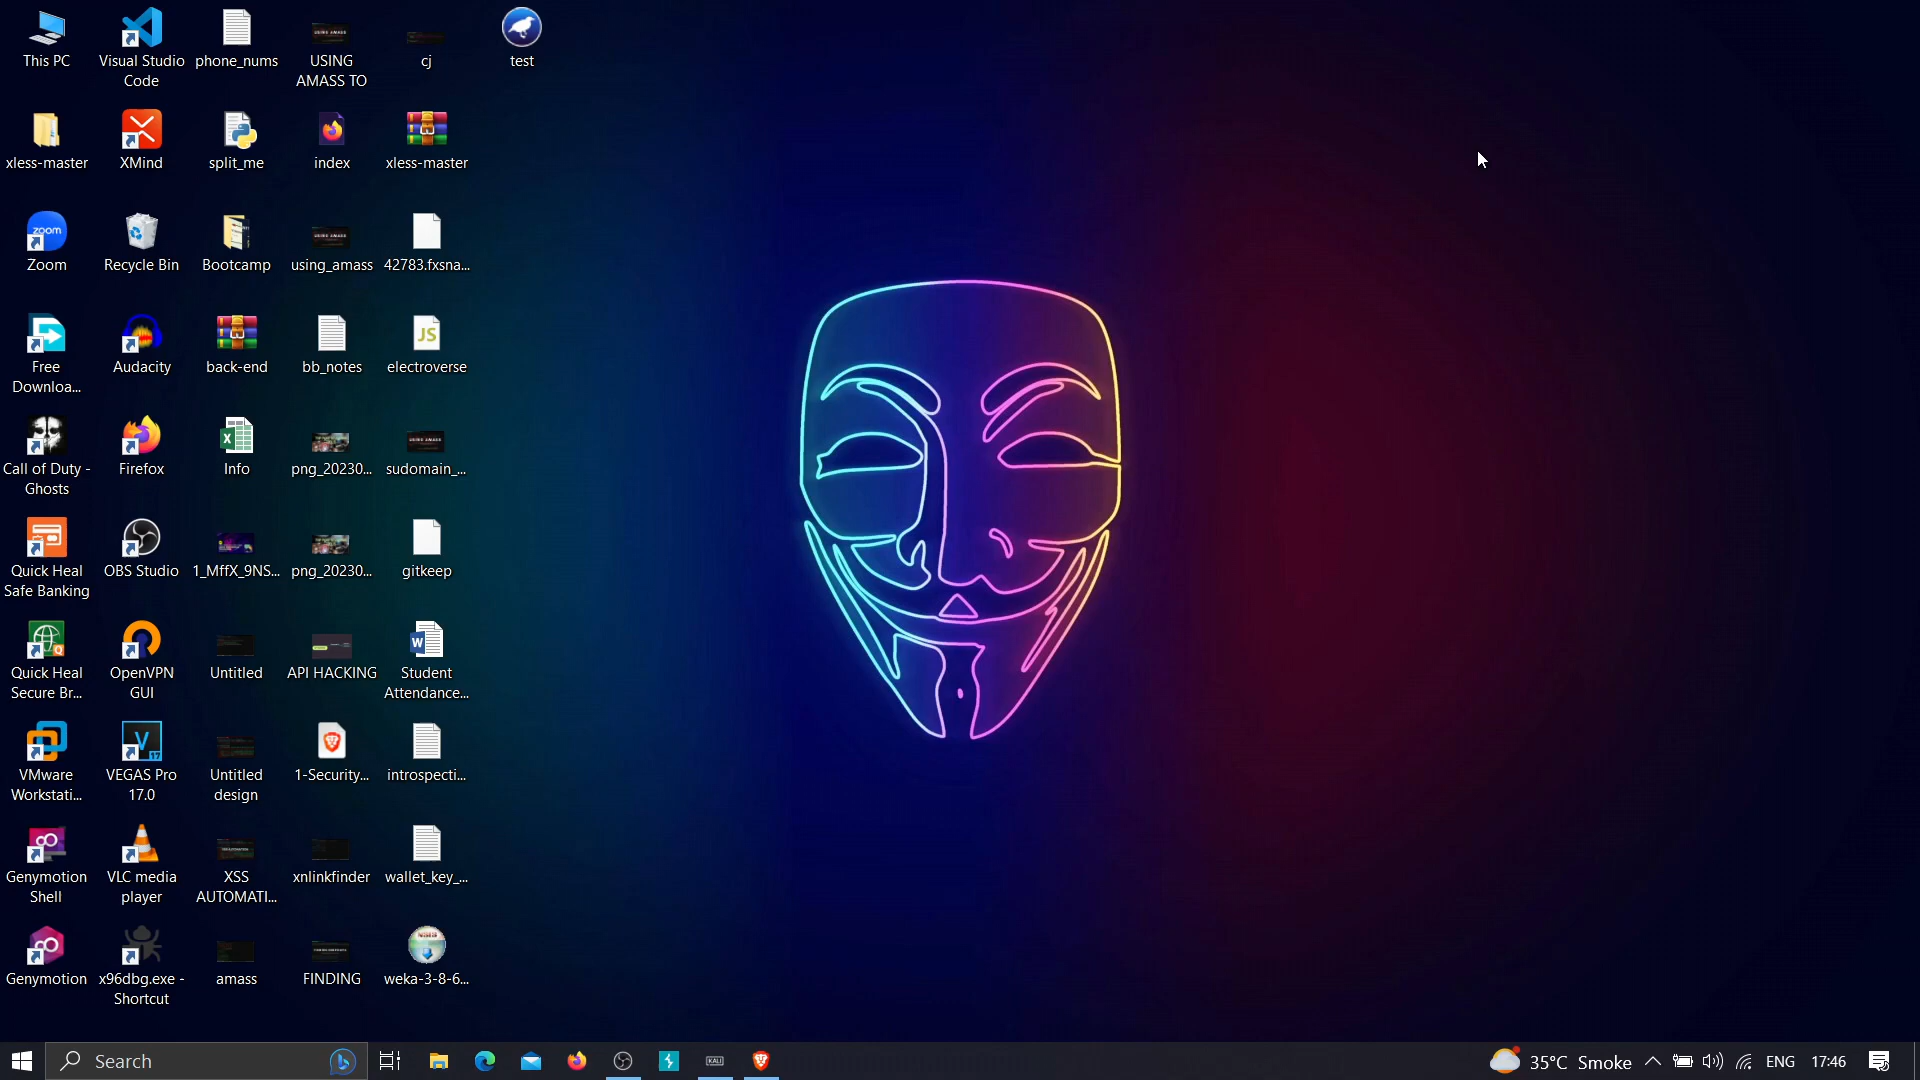 This PC
Visual Studio
Code
phone_nums
USING
AMASS TO
cj
test
xless-master
XMind
split_me
index
xless-master
Zoom
Recycle Bin
Bootcamp
using_amass
42783.fxsna...
Free
Downloa...
Audacity
back-end
bb_notes
electroverse
Call of Duty -
Ghosts
Firefox
Info
png_20230...
sudomain_...
Quick Heal
Safe Banking
OBS Studio
1_MffX_9NS...
png_20230...
gitkeep
Quick Heal
Secure Br...
OpenVPN
GUI
Untitled
API HACKING
Student
Attendance...
VMware
Workstati...
VEGAS Pro
17.0
Untitled
design
1-Security...
introspecti...
Genymotion
Shell
VLC media
player
XSS
AUTOMATI...
xnlinkfinder
wallet_key_...
Genymotion
x96dbg.exe -
Shortcut
amass
FINDING
weka-3-8-6...
Search
35°C Smoke
ENG
17:46